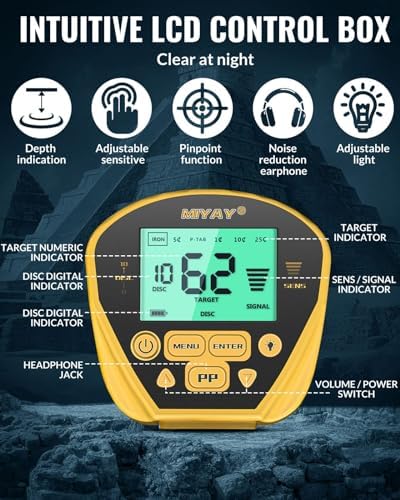 INTUITIVE LCD CONTROL BOX
Clear at night
Depth
indication
Adjustable
sensitive
Pinpoint
function
Noise
reduction
earphone
Adjustable
light
MIYAY®
TARGET
INDICATOR
IRON 5¢ P-TAB 1¢ 10¢ 25¢
TARGET NUMERIC
INDICATOR
DISC DIGITAL
INDICATOR
10
DISC
62
TARGET
SIGNAL
DISC
SENS
SENS / SIGNAL
INDICATOR
DISC DIGITAL
INDICATOR
MENU
ENTER
HEADPHONE
JACK
PP
VOLUME / POWER
SWITCH